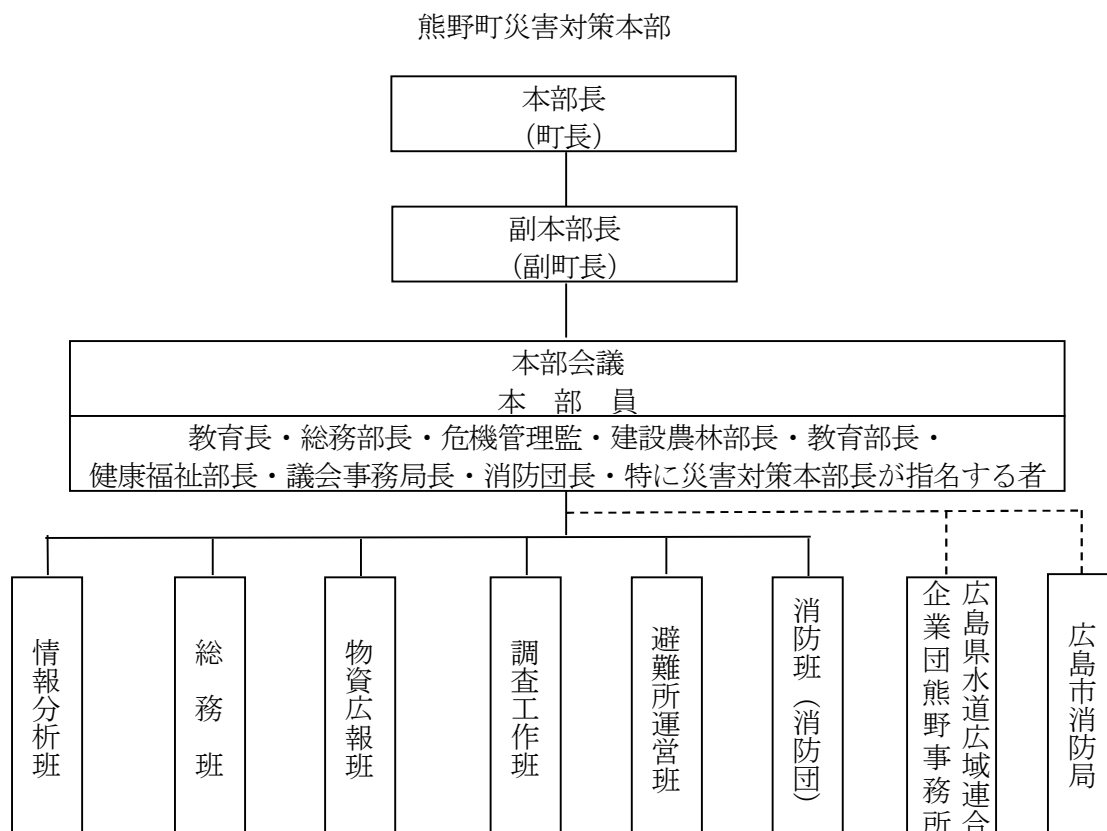 熊野町災害対策本部
本部長
（町長）
副本部長
（副町長）
本部会議
本　部　員
教育長・総務部長・危機管理監・建設農林部長・教育部長・
健康福祉部長・議会事務局長・消防団長・特に災害対策本部長が指名する者
情報分析班
総務班
物資広報班
調査工作班
避難所運営班
消防班（消防団）
広島県水道広域連合
企業団熊野事務所
広島市消防局